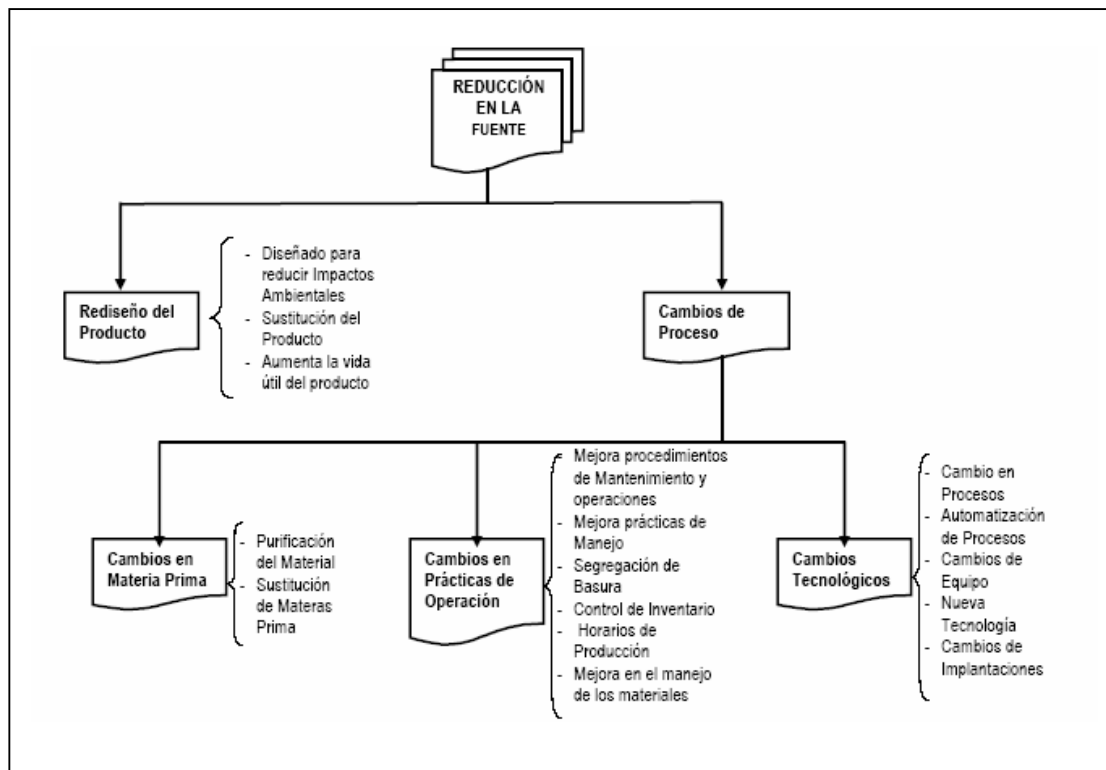 REDUCCIÓN
EN LA
FUENTE
- Diseñado para
reducir Impactos
Ambientales
- Sustitución del
Producto
- Aumenta la vida
útil del producto
Rediseño del
Producto
Cambios de
Proceso
Cambios en
Materia Prima
- Purificación
del Material
- Sustitución
de Materas
Prima
Cambios en
Prácticas de
Operación
- Mejora procedimientos
de Mantenimiento y
operaciones
- Mejora prácticas de
Manejo
- Segregación de
Basura
- Control de Inventario
- Horarios de
Producción
- Mejora en el manejo
de los materiales
Cambios
Tecnológicos
- Cambio en
Procesos
- Automatización
de Procesos
- Cambios de
Equipo
- Nueva
Tecnología
- Cambios de
Implantaciones